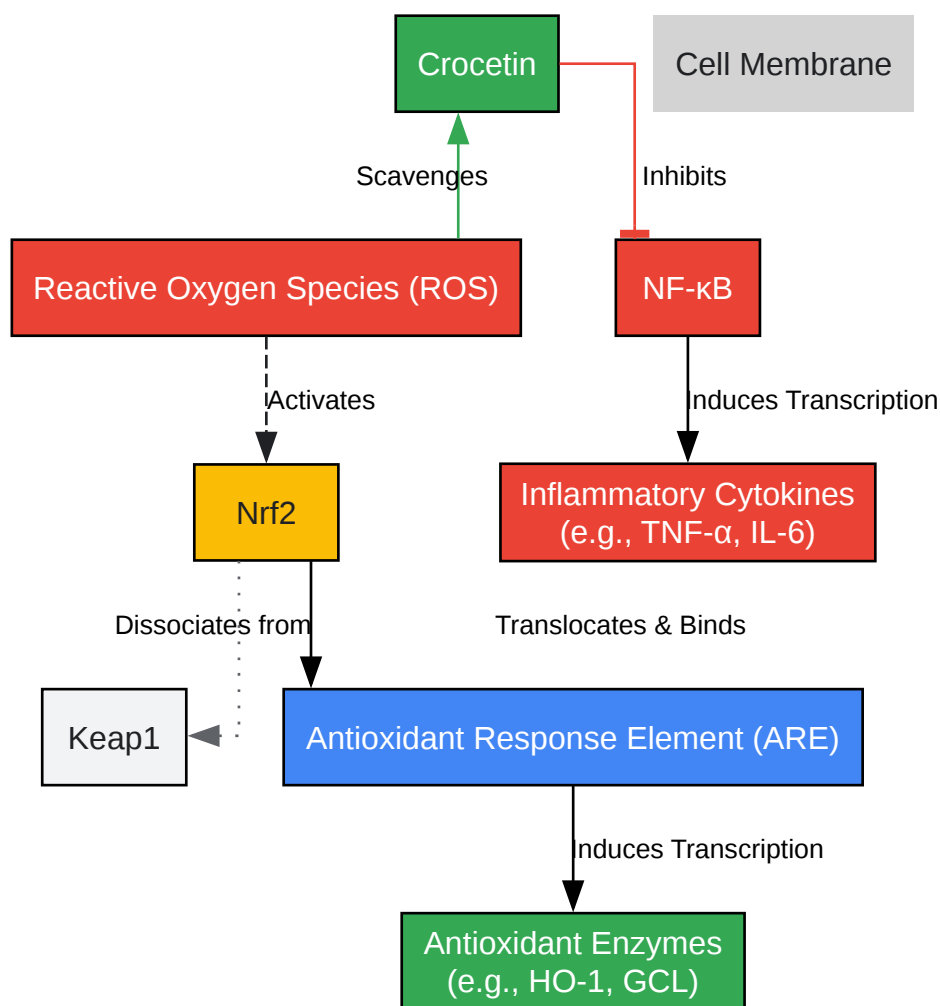 Crocetin
Cell Membrane
Scavenges
Inhibits
Reactive Oxygen Species (ROS)
NF-κB
Activates
Induces Transcription
Nrf2
Inflammatory Cytokines
(e.g., TNF-α, IL-6)
Dissociates from
Translocates & Binds
Keap1
Antioxidant Response Element (ARE)
Induces Transcription
Antioxidant Enzymes
(e.g., HO-1, GCL)